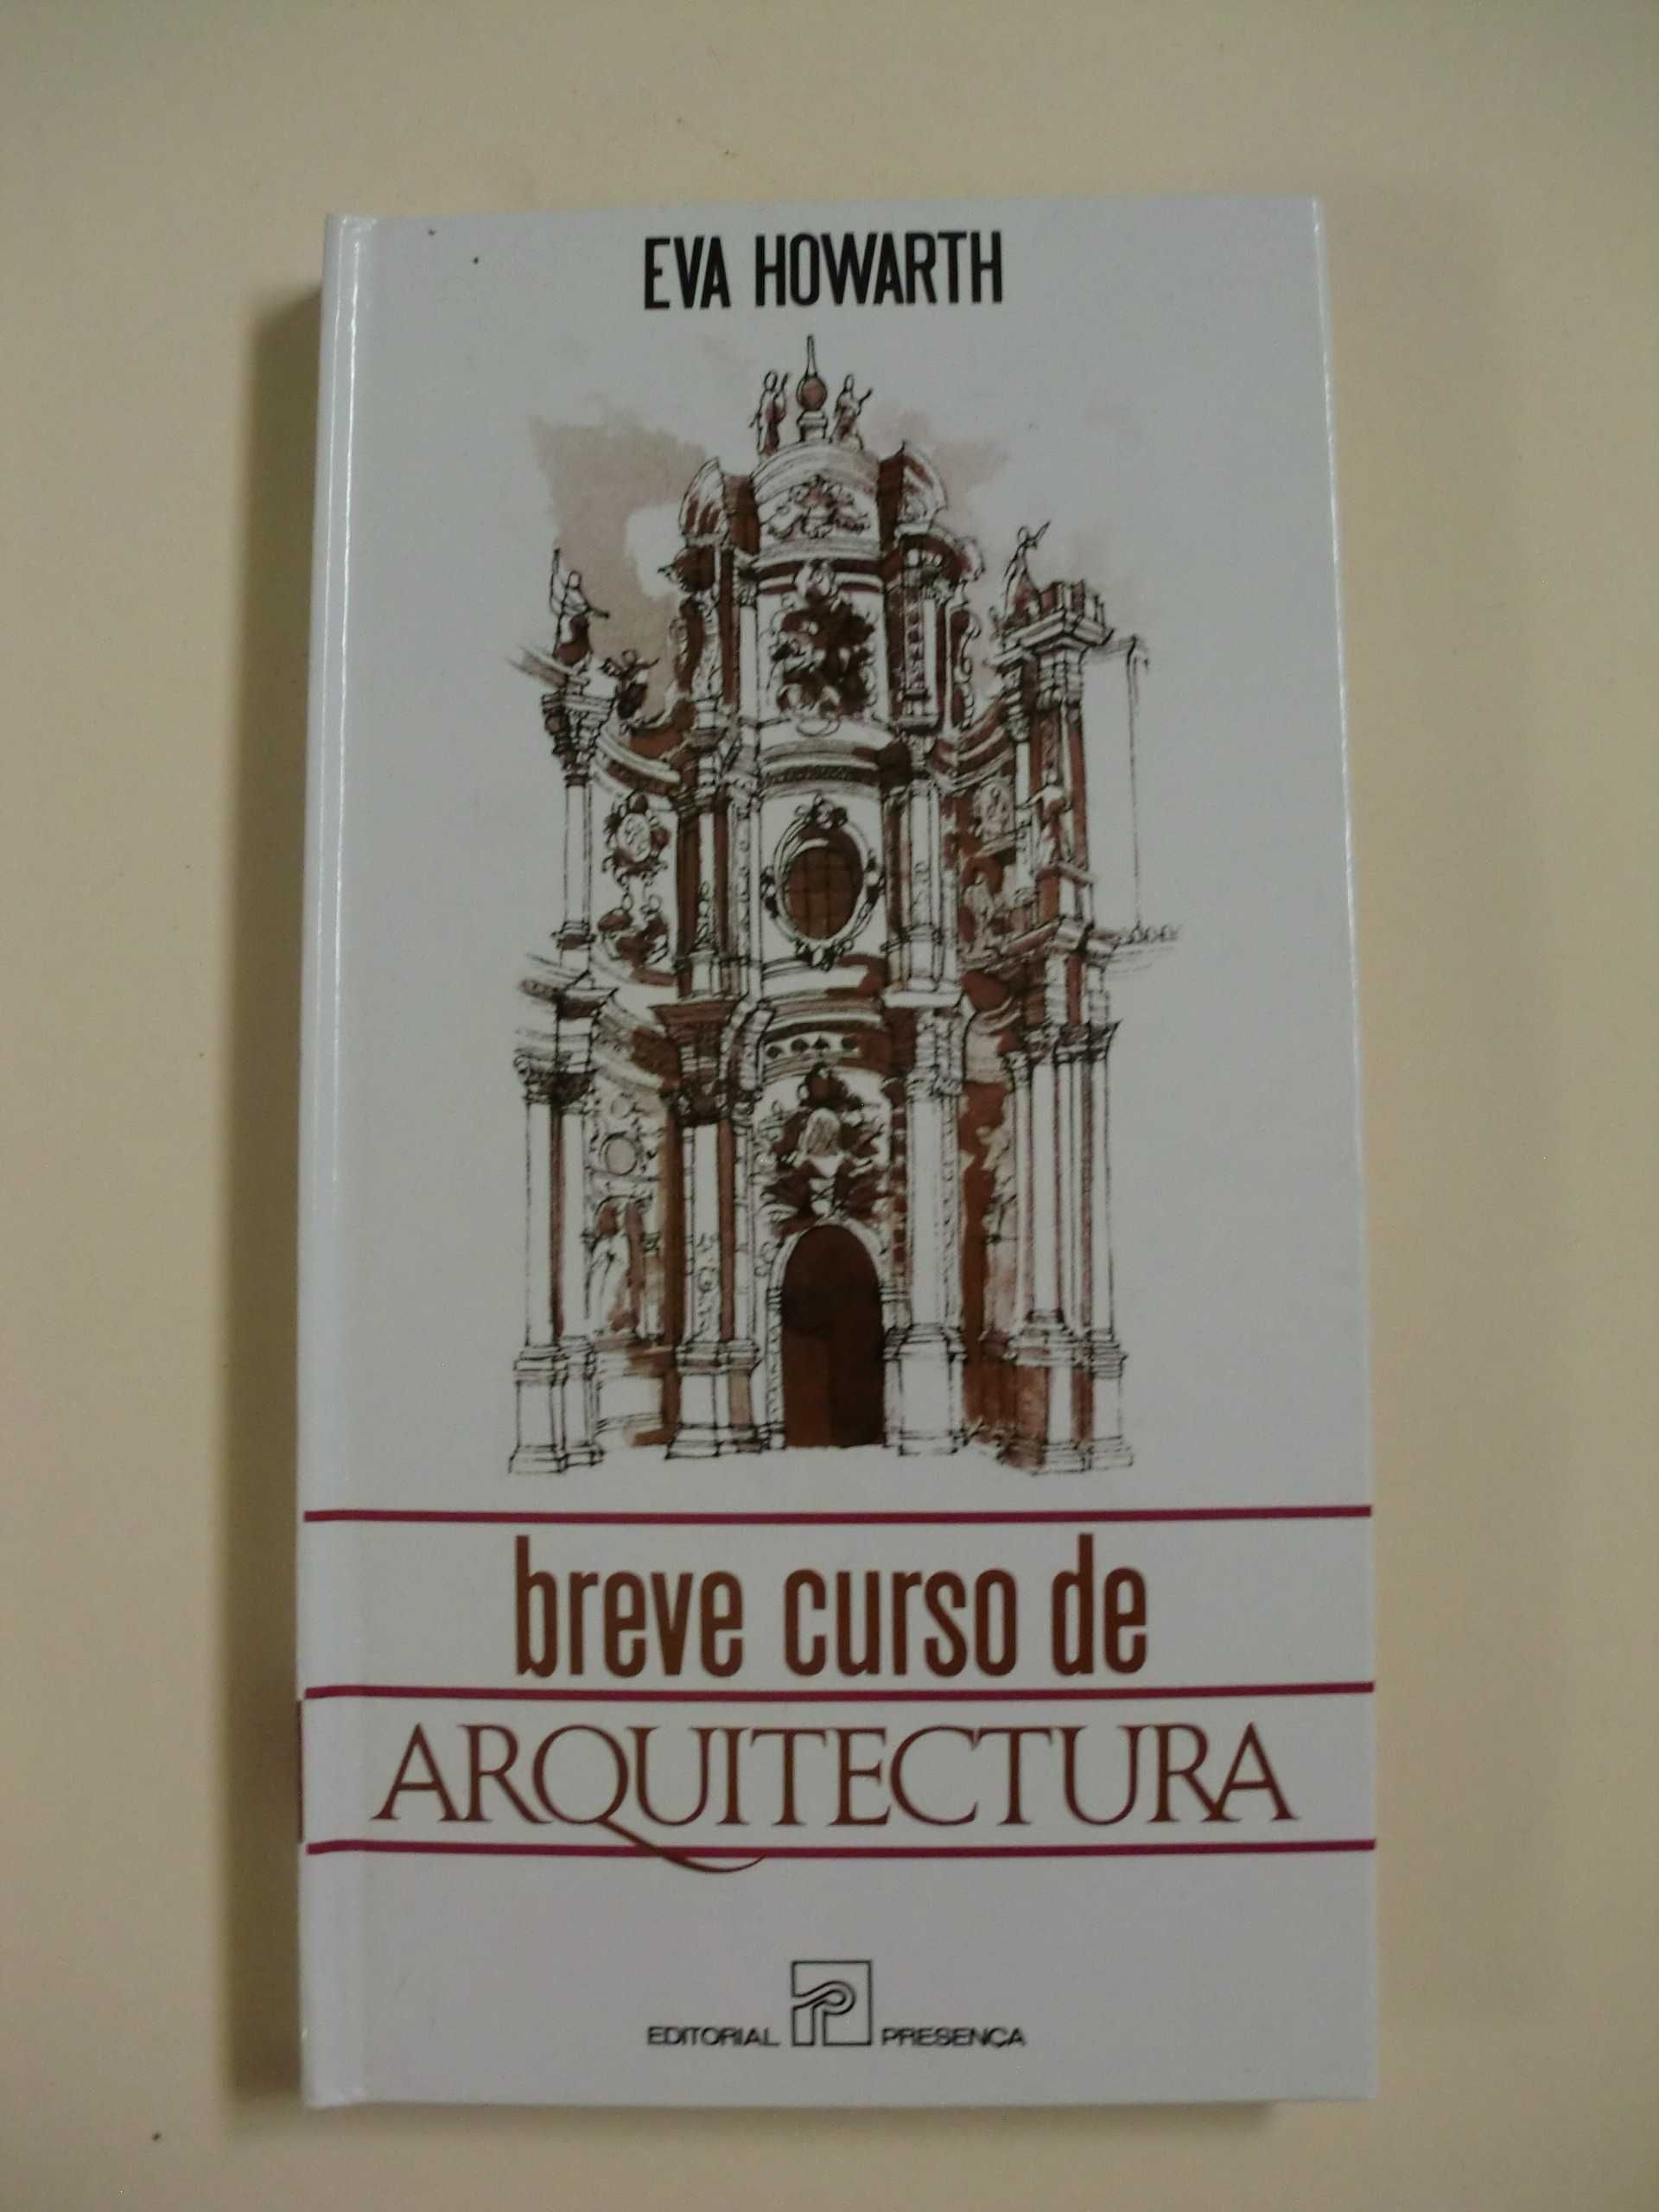 EVA HOWARTH
breve curso de
ARQUITECTURA
EDITORIAL PRESENÇA